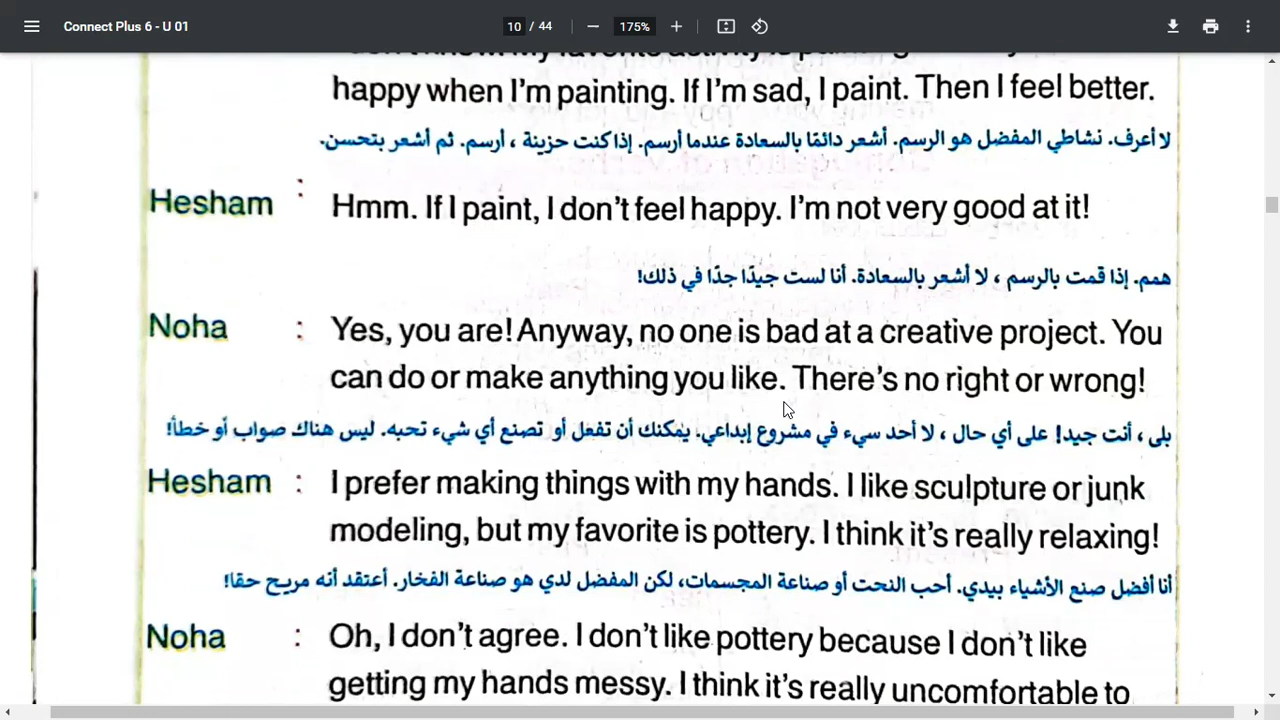 Connect Plus 6 - U 01
10 / 44
175%
happy when I'm painting. If I'm sad, I paint. Then I feel better.
لا أعرف. نشاطي المفضل هو الرسم. أشعر دائمًا بالسعادة عندما أرسم. إذا كنت حزينة ، أرسم. ثم أشعر بتحسن.
Hesham : Hmm. If I paint, I don't feel happy. I'm not very good at it!
همم. إذا قمت بالرسم ، لا أشعر بالسعادة. أنا لست جيدًا جدًا في ذلك!
Noha : Yes, you are! Anyway, no one is bad at a creative project. You
can do or make anything you like. There's no right or wrong!
بلى ، أنت جيد! على أي حال ، لا أحد سيء في مشروع إبداعي. يمكنك أن تفعل أو تصنع أي شيء تحبه. ليس هناك صواب أو خطأ!
Hesham : I prefer making things with my hands. I like sculpture or junk
modeling, but my favorite is pottery. I think it's really relaxing!
أنا أفضل صنع الأشياء بيدي. أحب النحت أو صناعة المجسمات، لكن المفضل لدي هو صناعة الفخار. أعتقد أنه مريح حقا!
Noha : Oh, I don't agree. I don't like pottery because I don't like
getting my hands messy. I think it's really uncomfortable to